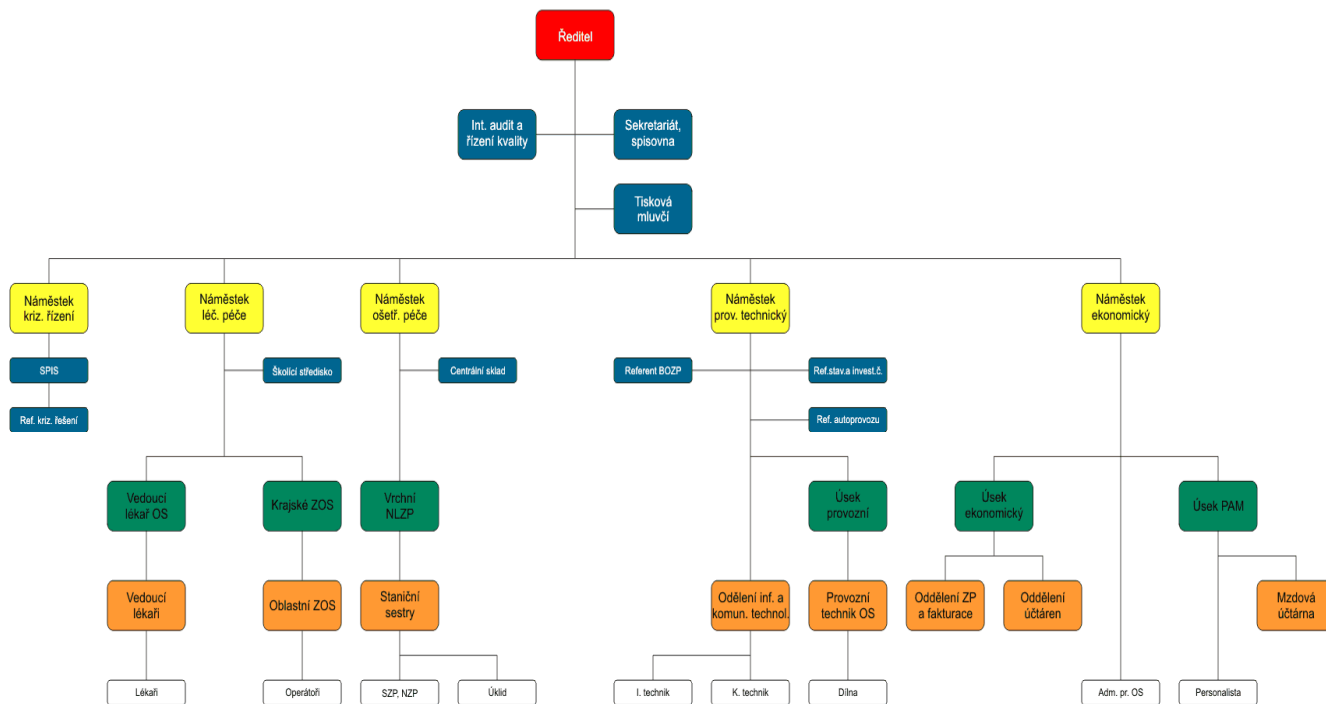 Ředitel
Int. audit a
řízení kvality
Sekretariát,
spisovna
Tisková
mluvčí
Náměstek
kriz. řízení
Náměstek
léč. péče
Náměstek
ošetř. péče
Náměstek
prov. technický
Náměstek
ekonomický
SPIS
Školící středisko
Centrální sklad
Referent BOZP
Ref.stav.a invest.č.
Ref. kriz. řešení
Ref. autoprovozu
Vedoucí
lékař OS
Krajské ZOS
Vrchní
NLZP
Úsek
provozní
Úsek
ekonomický
Úsek PAM
Vedoucí
lékaři
Oblastní ZOS
Staniční
sestry
Odělení inf. a
komun. technol.
Provozní
technik OS
Oddělení ZP
a fakturace
Oddělení
účtáren
Mzdová
účtárna
Lékaři
Operátoři
SZP, NZP
Úklid
I. technik
K. technik
Dílna
Adm. pr. OS
Personalista